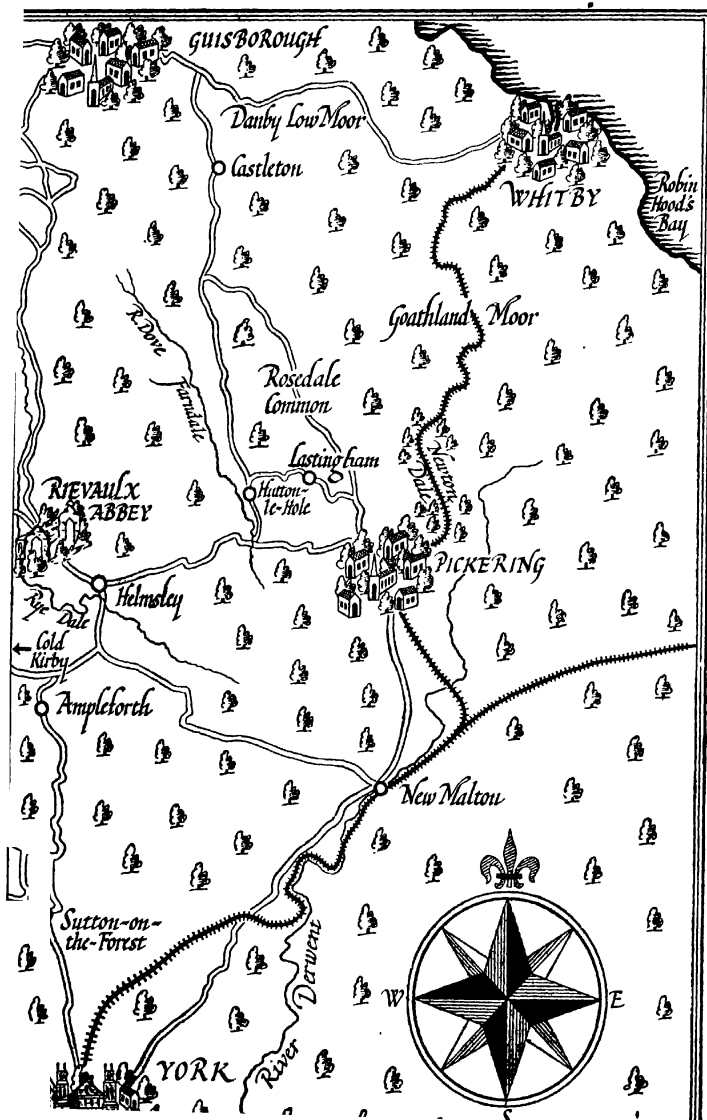 GUISBOROUGH
Danby Low Moor
Castleton
WHITBY
Robin
Hood's
Bay
R. Dove
Farndale
Goathland Moor
Rosedale
Common
Lastingham
Hutton-
le-Hole
Newton
Dale
RIEVAULX
ABBEY
PICKERING
Helmsley
Rye
Dale
← Cold
Kirby
Ampleforth
New Malton
Sutton-on-
the-Forest
River Derwent
W
E
S
YORK